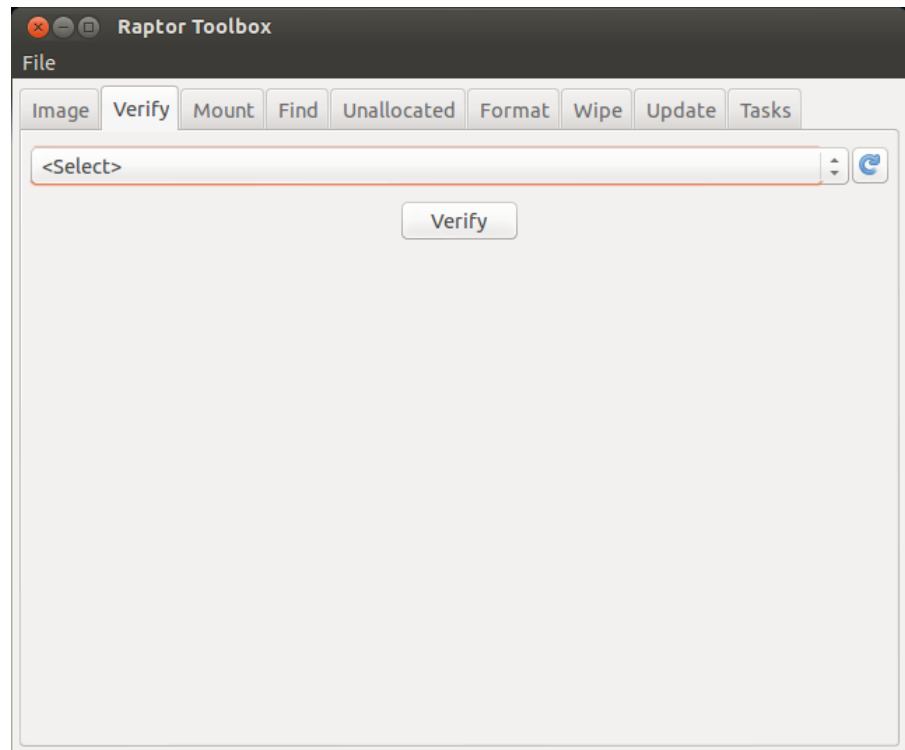 Raptor Toolbox
File
Image Verify Mount Find Unallocated Format Wipe Update Tasks
<Select>
Verify